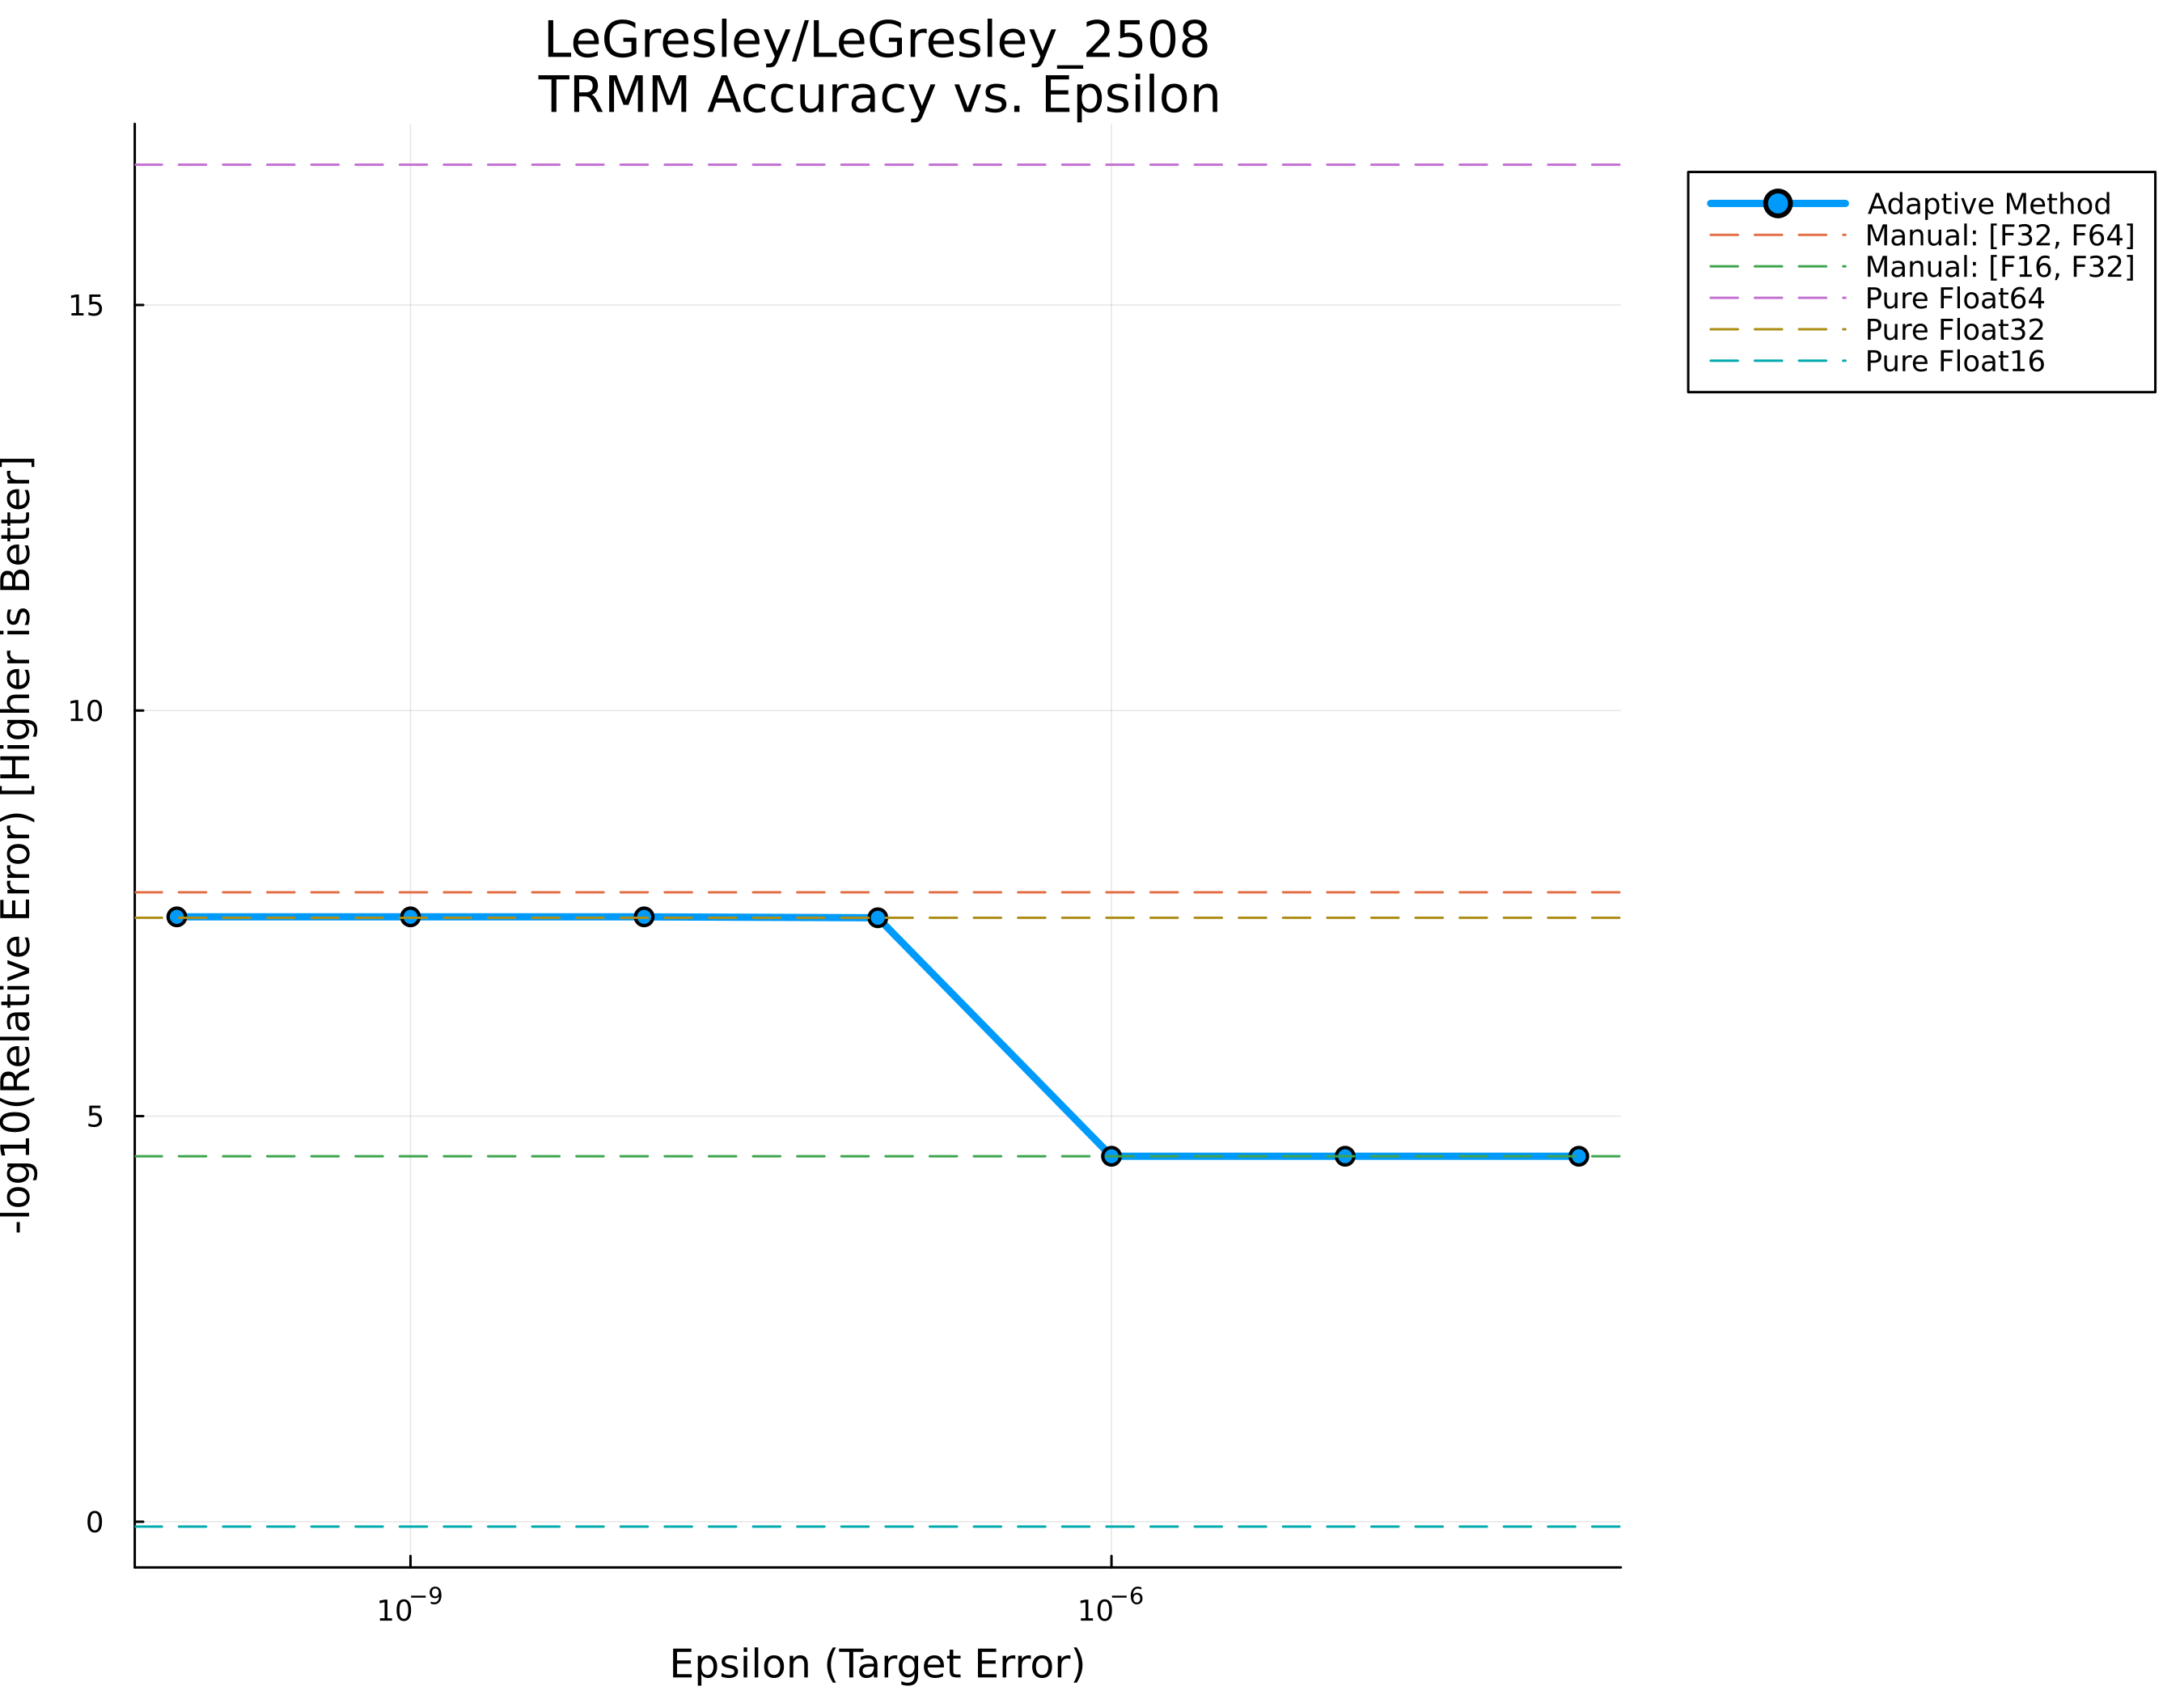 LeGresley/LeGresley_2508
TRMM Accuracy vs. Epsilon
-log10(Relative Error) [Higher is Better]
15
10
5
0
10⁻⁹
10⁻⁶
Epsilon (Target Error)
Adaptive Method
Manual: [F32, F64]
Manual: [F16, F32]
Pure Float64
Pure Float32
Pure Float16